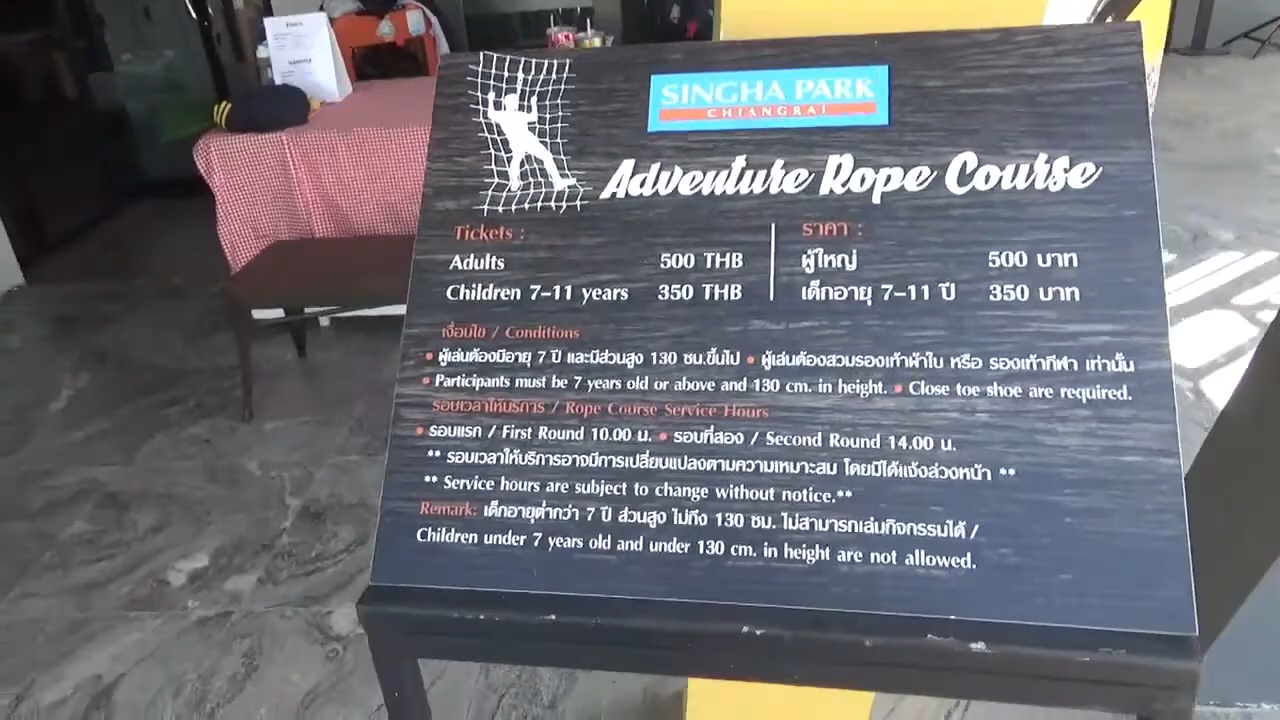 SINGHA PARK
CHIANGRAI
Adventure Rope Course
Tickets :
Adults 500 THB
Children 7–11 years 350 THB
ราคา :
ผู้ใหญ่ 500 บาท
เด็กอายุ 7–11 ปี 350 บาท
เงื่อนไข / Conditions
• ผู้เล่นต้องมีอายุ 7 ปี และมีส่วนสูง 130 ซม.ขึ้นไป • ผู้เล่นต้องสวมรองเท้าผ้าใบ หรือ รองเท้ากีฬา เท่านั้น
• Participants must be 7 years old or above and 130 cm. in height. • Close toe shoe are required.
รอบเวลาให้บริการ / Rope Course Service Hours
• รอบแรก / First Round 10.00 น. • รอบที่สอง / Second Round 14.00 น.
** รอบเวลาให้บริการอาจมีการเปลี่ยนแปลงตามความเหมาะสม โดยมิได้แจ้งล่วงหน้า **
** Service hours are subject to change without notice.**
Remark: เด็กอายุต่ำกว่า 7 ปี ส่วนสูง ไม่ถึง 130 ซม. ไม่สามารถเล่นกิจกรรมได้ /
Children under 7 years old and under 130 cm. in height are not allowed.